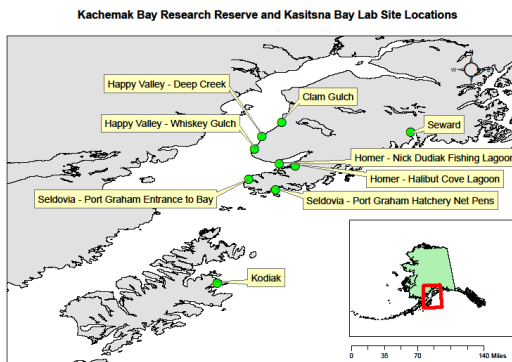 Kachemak Bay Research Reserve and Kasitsna Bay Lab Site Locations
Happy Valley - Deep Creek
Clam Gulch
Happy Valley - Whiskey Gulch
Seward
Homer - Nick Dudiak Fishing Lagoon
Homer - Halibut Cove Lagoon
Seldovia - Port Graham Entrance to Bay
Seldovia - Port Graham Hatchery Net Pens
Kodiak
0 35 70 140 Miles